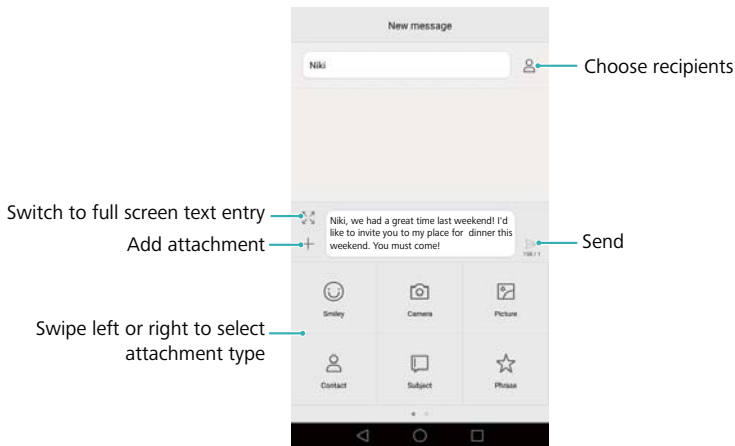 New message
Niki
Choose recipients
Switch to full screen text entry
Add attachment
Niki, we had a great time last weekend! I'd
like to invite you to my place for dinner this
weekend. You must come!
Send
Smiley
Camera
Picture
Swipe left or right to select
attachment type
Contact
Subject
Phrase